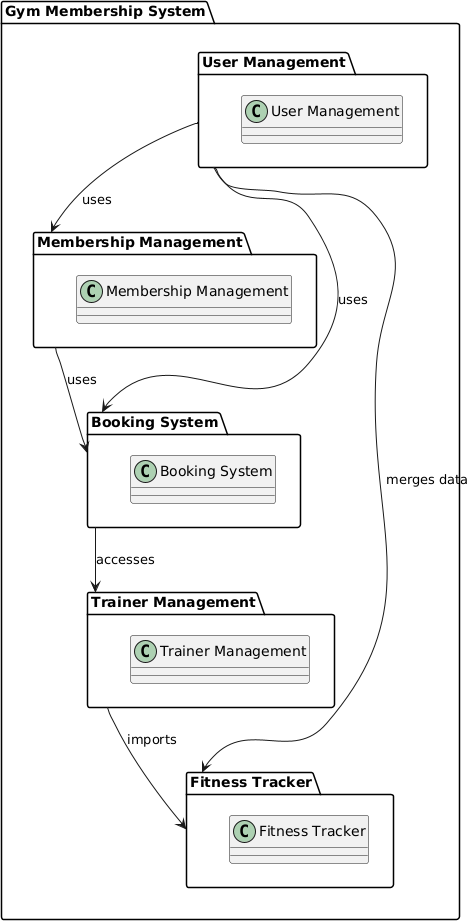 Gym Membership System
User Management
C User Management
uses
Membership Management
C Membership Management
uses
uses
Booking System
C Booking System
merges data
accesses
Trainer Management
C Trainer Management
imports
Fitness Tracker
C Fitness Tracker